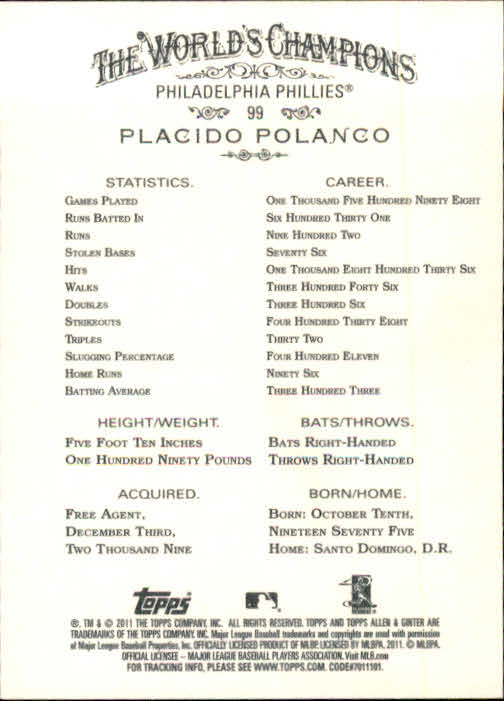 THE WORLD'S CHAMPIONS
PHILADELPHIA PHILLIES®
99
PLACIDO POLANCO
STATISTICS. CAREER.
GAMES PLAYED ONE THOUSAND FIVE HUNDRED NINETY EIGHT
RUNS BATTED IN SIX HUNDRED THIRTY ONE
RUNS NINE HUNDRED TWO
STOLEN BASES SEVENTY SIX
HITS ONE THOUSAND EIGHT HUNDRED THIRTY SIX
WALKS THREE HUNDRED FORTY SIX
DOUBLES THREE HUNDRED SIX
STRIKEOUTS FOUR HUNDRED THIRTY EIGHT
TRIPLES THIRTY TWO
SLUGGING PERCENTAGE FOUR HUNDRED ELEVEN
HOME RUNS NINETY SIX
BATTING AVERAGE THREE HUNDRED THREE
HEIGHT/WEIGHT. BATS/THROWS.
FIVE FOOT TEN INCHES BATS RIGHT-HANDED
ONE HUNDRED NINETY POUNDS THROWS RIGHT-HANDED
ACQUIRED. BORN/HOME.
FREE AGENT, BORN: OCTOBER TENTH,
DECEMBER THIRD, NINETEEN SEVENTY FIVE
TWO THOUSAND NINE HOME: SANTO DOMINGO, D.R.
topps
®, TM & © 2011 THE TOPPS COMPANY, INC. ALL RIGHTS RESERVED. TOPPS AND TOPPS ALLEN & GINTER ARE
TRADEMARKS OF THE TOPPS COMPANY, INC. Major League Baseball trademarks and copyrights are used with permission
of Major League Baseball Properties, Inc. OFFICIALLY LICENSED PRODUCT OF MLBP. LICENSED BY MLBPA, 2011. © MLBPA,
OFFICIAL LICENSEE – MAJOR LEAGUE BASEBALL PLAYERS ASSOCIATION. Visit MLB.com
FOR TRACKING INFO, PLEASE SEE WWW.TOPPS.COM. CODE#7011101.